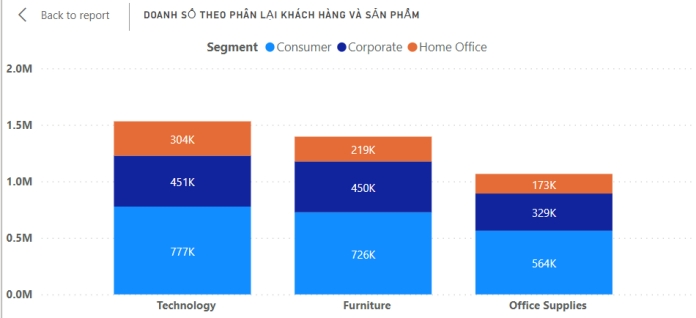 Back to report
DOANH SỐ THEO PHÂN LẠI KHÁCH HÀNG VÀ SẢN PHẨM
Segment Consumer Corporate Home Office
2.0M
1.5M
304K
219K
1.0M
451K
450K
173K
329K
0.5M
777K
726K
564K
0.0M
Technology Furniture Office Supplies